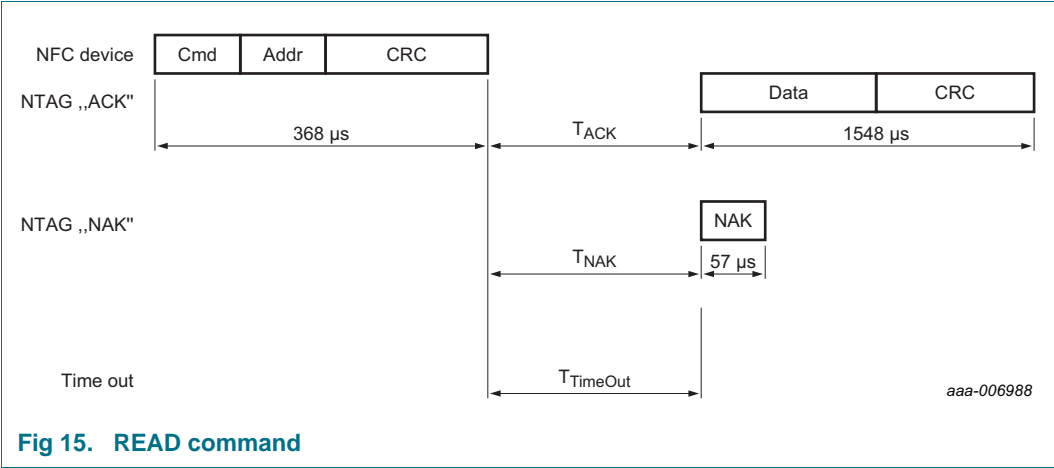 NFC device Cmd Addr CRC
NTAG ,,ACK" Data CRC
368 µs TACK 1548 µs
NTAG ,,NAK" NAK
TNAK 57 µs
Time out TTimeOut aaa-006988
Fig 15. READ command